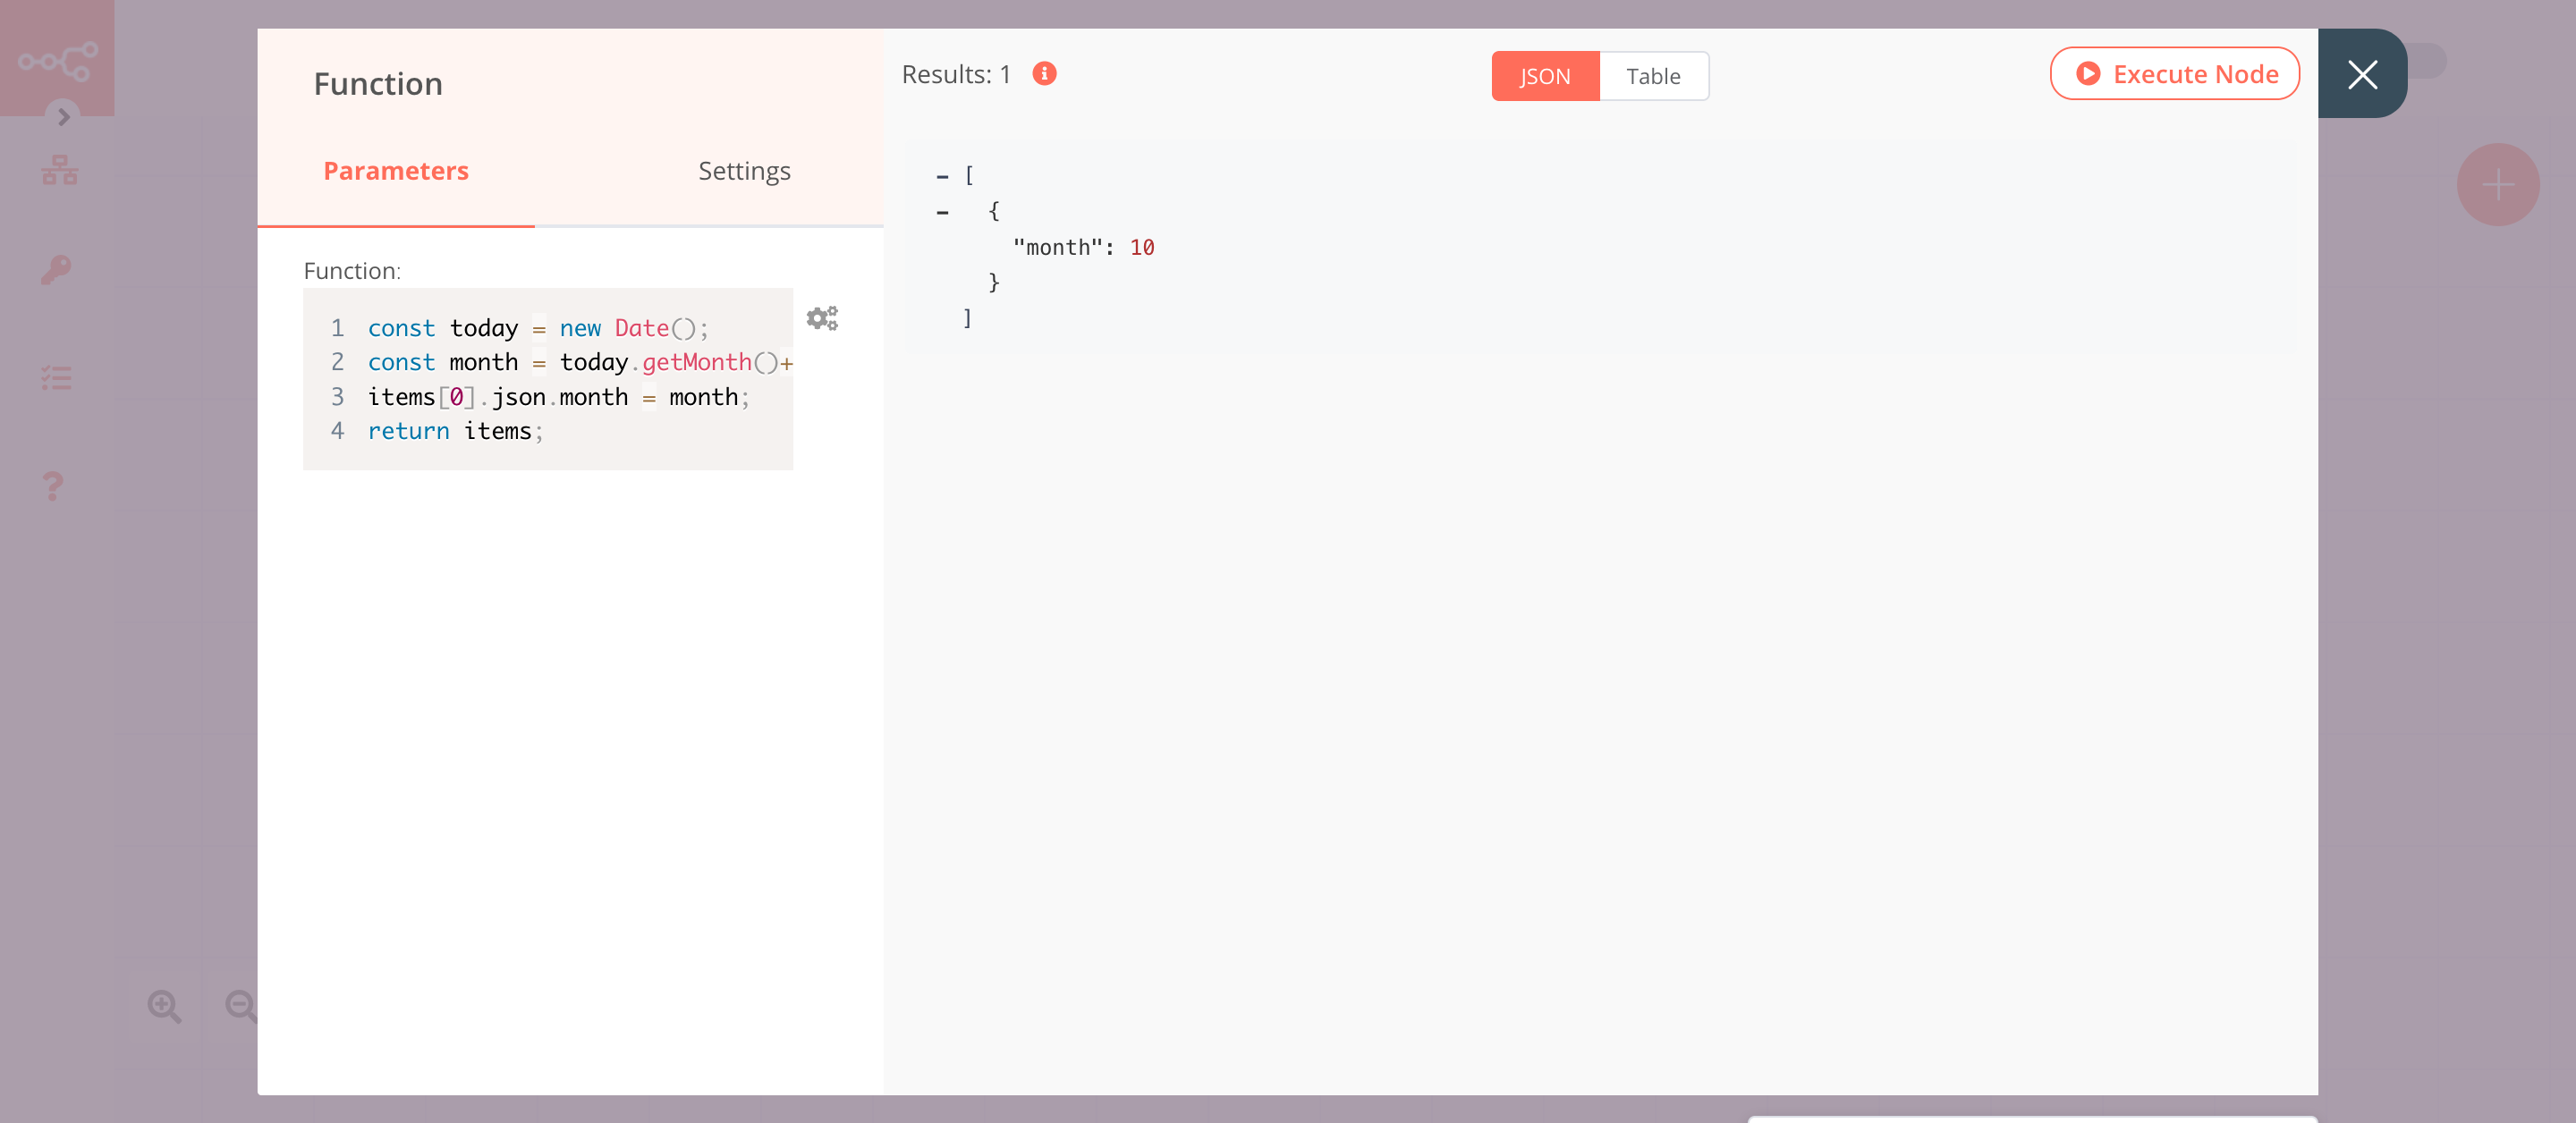 Function
Parameters
Settings
Function:
1 const today = new Date();
2 const month = today.getMonth()+
3 items[0].json.month = month;
4 return items;
Results: 1
JSON
Table
Execute Node
[
{
"month": 10
}
]